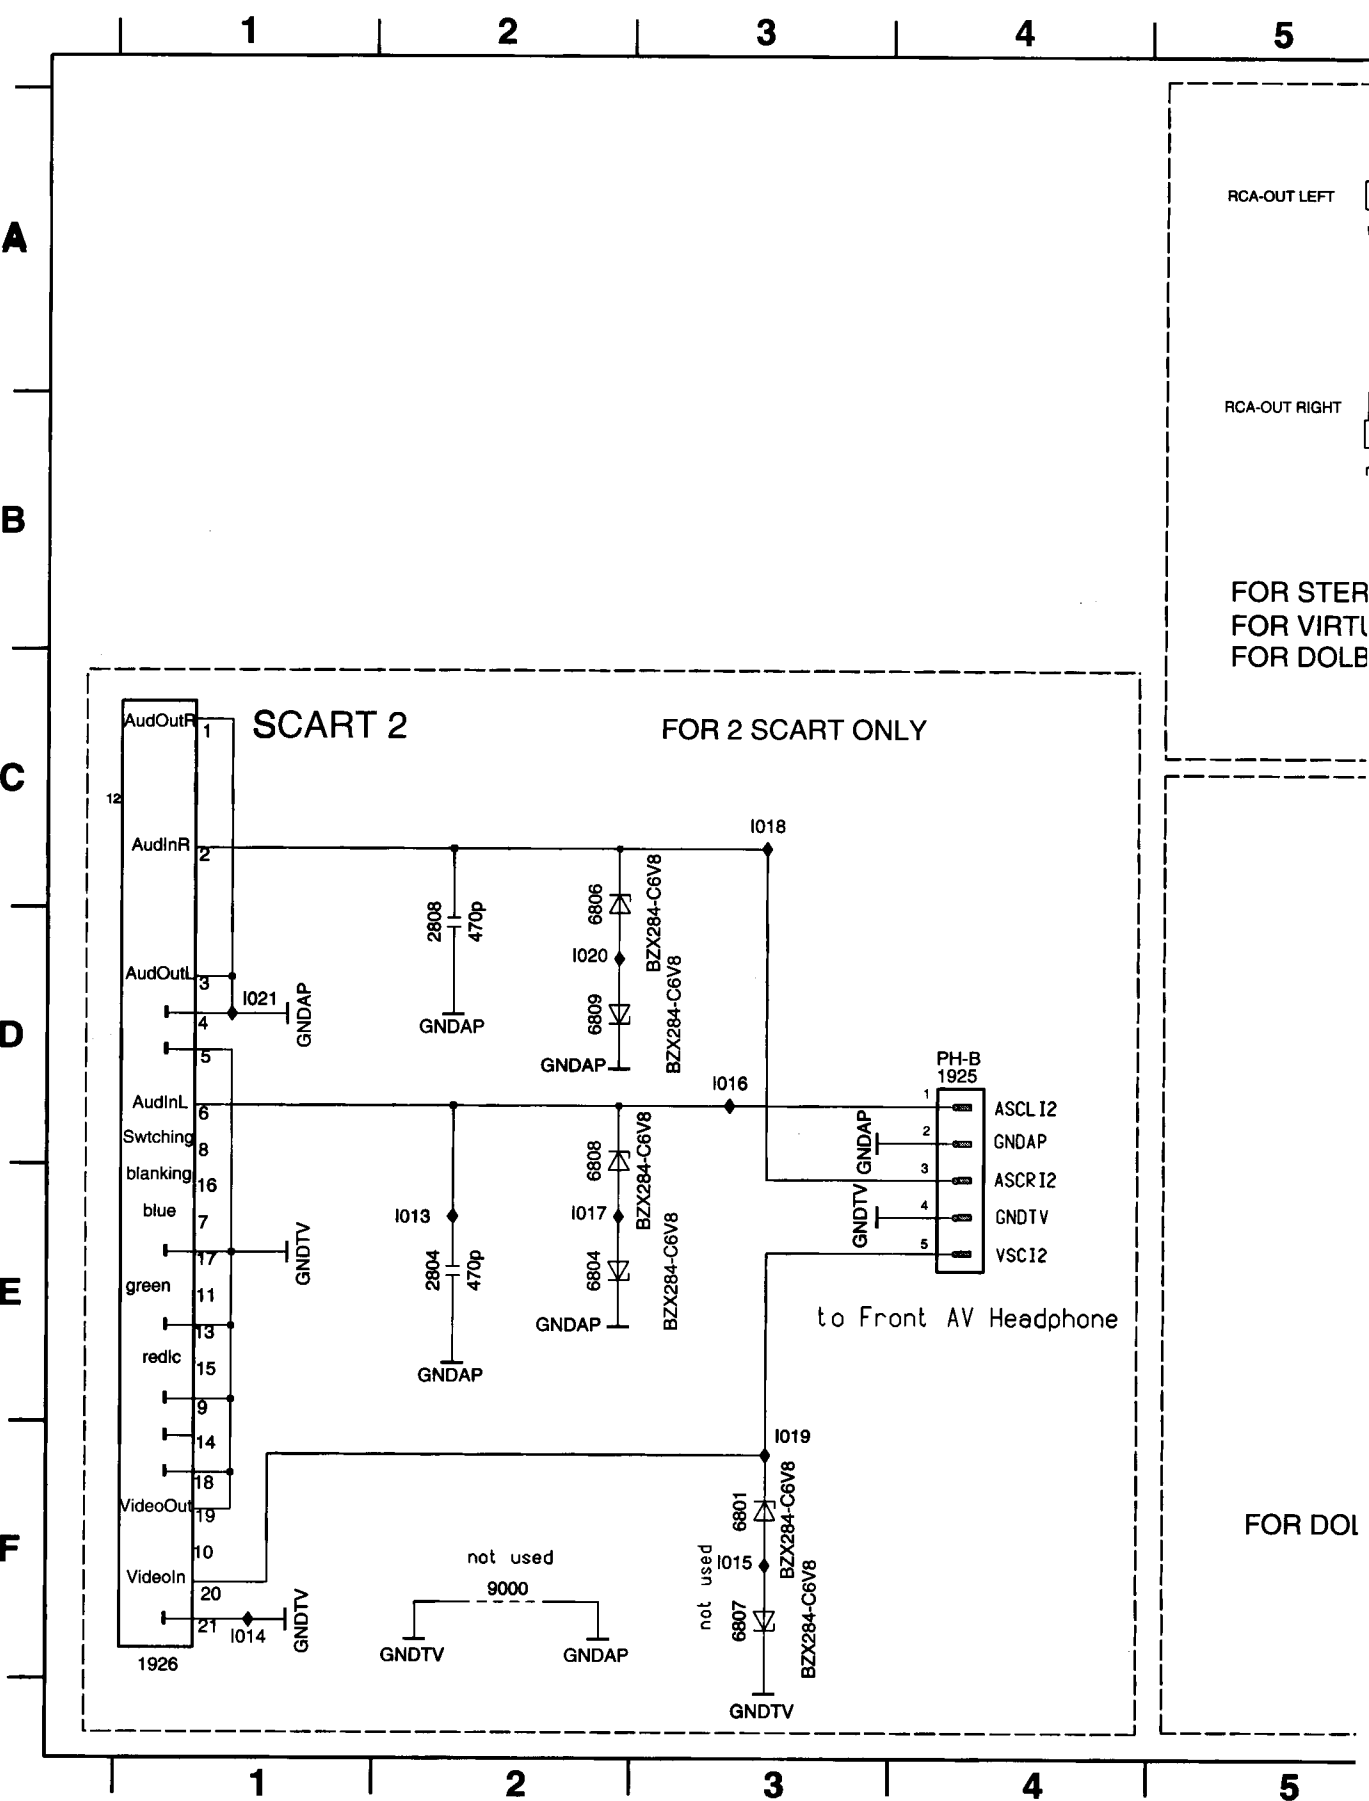 1 2 3 4 5
A
RCA-OUT LEFT
RCA-OUT RIGHT
B
FOR STER
FOR VIRTU
FOR DOLB
SCART 2
FOR 2 SCART ONLY
AudOutR
1
C
12
I018
AudInR
2
6806
BZX284-C6V8
2808
470p
I020
AudOutL
3
I021
GNDAP
4
GNDAP
6809
BZX284-C6V8
D
5
GNDAP
PH-B
1925
I016
AudInL
6
1
ASCLI2
Swtching
8
GNDAP
2
GNDAP
6808
BZX284-C6V8
blanking
16
3
ASCRI2
blue
7
I013
I017
GNDTV
4
GNDTV
17
GNDTV
5
VSCI2
2804
470p
6804
BZX284-C6V8
E
green
11
GNDAP
to Front AV Headphone
13
redIc
15
GNDAP
9
14
I019
18
VideoOut
19
6801
BZX284-C6V8
FOR DOL
F
10
not used
not used
I015
VideoIn
20
9000
6807
BZX284-C6V8
21
I014
GNDTV
GNDTV
GNDAP
1926
GNDTV
1 2 3 4 5